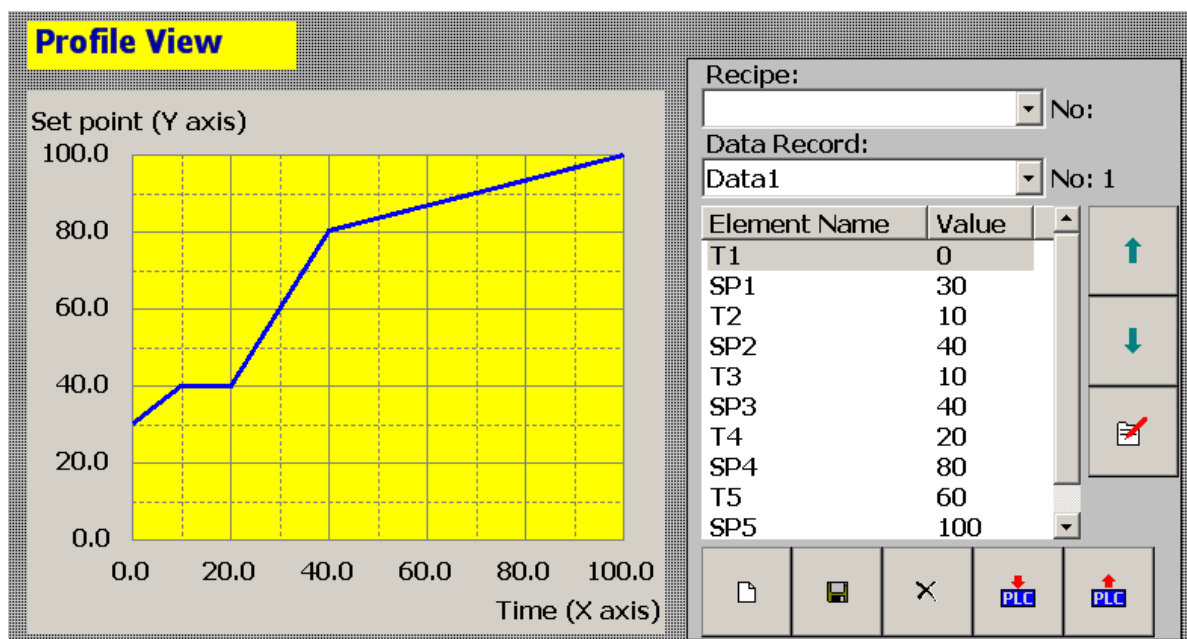 Profile View
Set point (Y axis)
100.0
80.0
60.0
40.0
20.0
0.0
0.0 20.0 40.0 60.0 80.0 100.0
Time (X axis)
Recipe:
No:
Data Record:
Data1 No: 1
Element Name Value
T1 0
SP1 30
T2 10
SP2 40
T3 10
SP3 40
T4 20
SP4 80
T5 60
SP5 100
PLC PLC